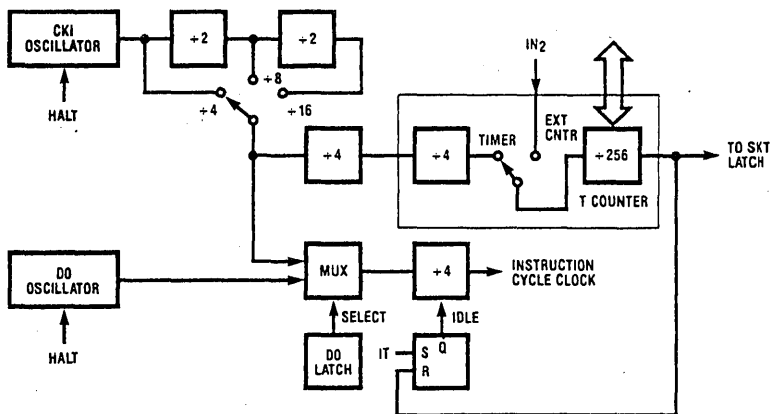 CKI
OSCILLATOR
÷2
÷2
HALT
÷4
÷8
÷16
IN2
÷4
÷4
TIMER
EXT
CNTR
÷256
T COUNTER
TO SKT
LATCH
DO
OSCILLATOR
HALT
MUX
÷4
INSTRUCTION
CYCLE CLOCK
SELECT
IDLE
DO
LATCH
IT
S
Q
R